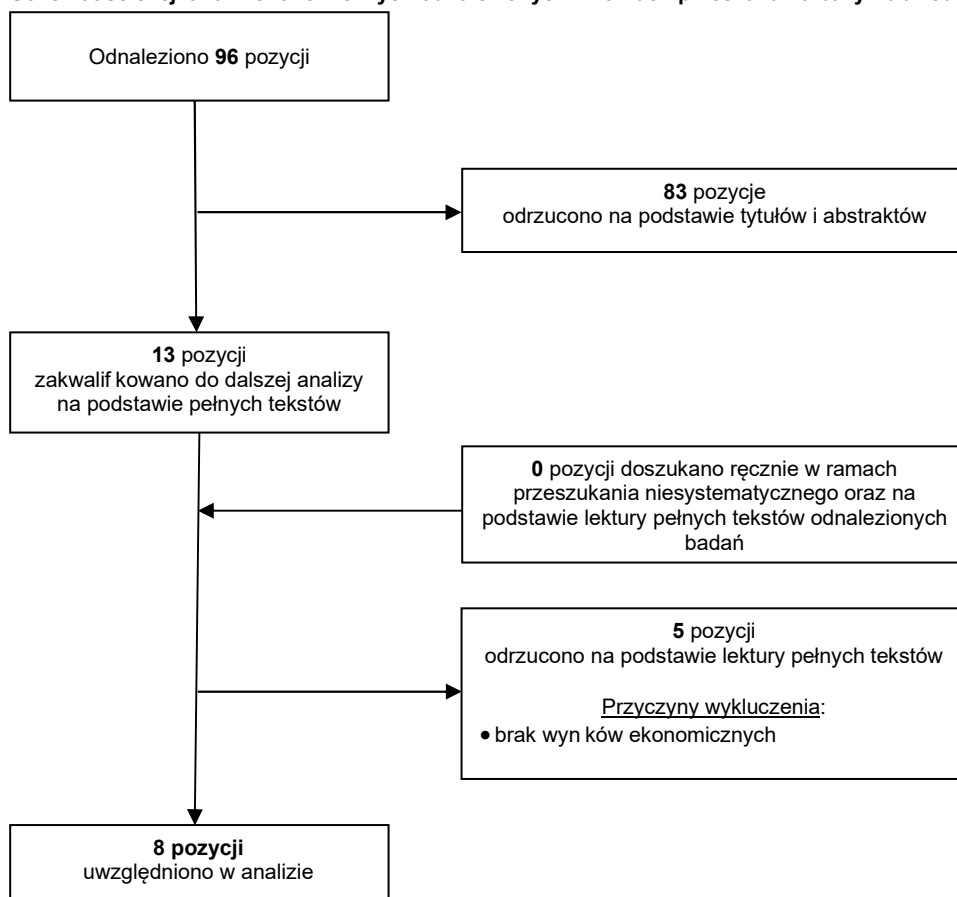 Odnaleziono 96 pozycji
83 pozycje
odrzucono na podstawie tytułów i abstraktów
13 pozycji
zakwalif kowano do dalszej analizy
na podstawie pełnych tekstów
0 pozycji doszukano ręcznie w ramach
przeszukania niesystematycznego oraz na
podstawie lektury pełnych tekstów odnalezionych
badań
5 pozycji
odrzucono na podstawie lektury pełnych tekstów
Przyczyny wykluczenia:
• brak wyn ków ekonomicznych
8 pozycji
uwzględniono w analizie